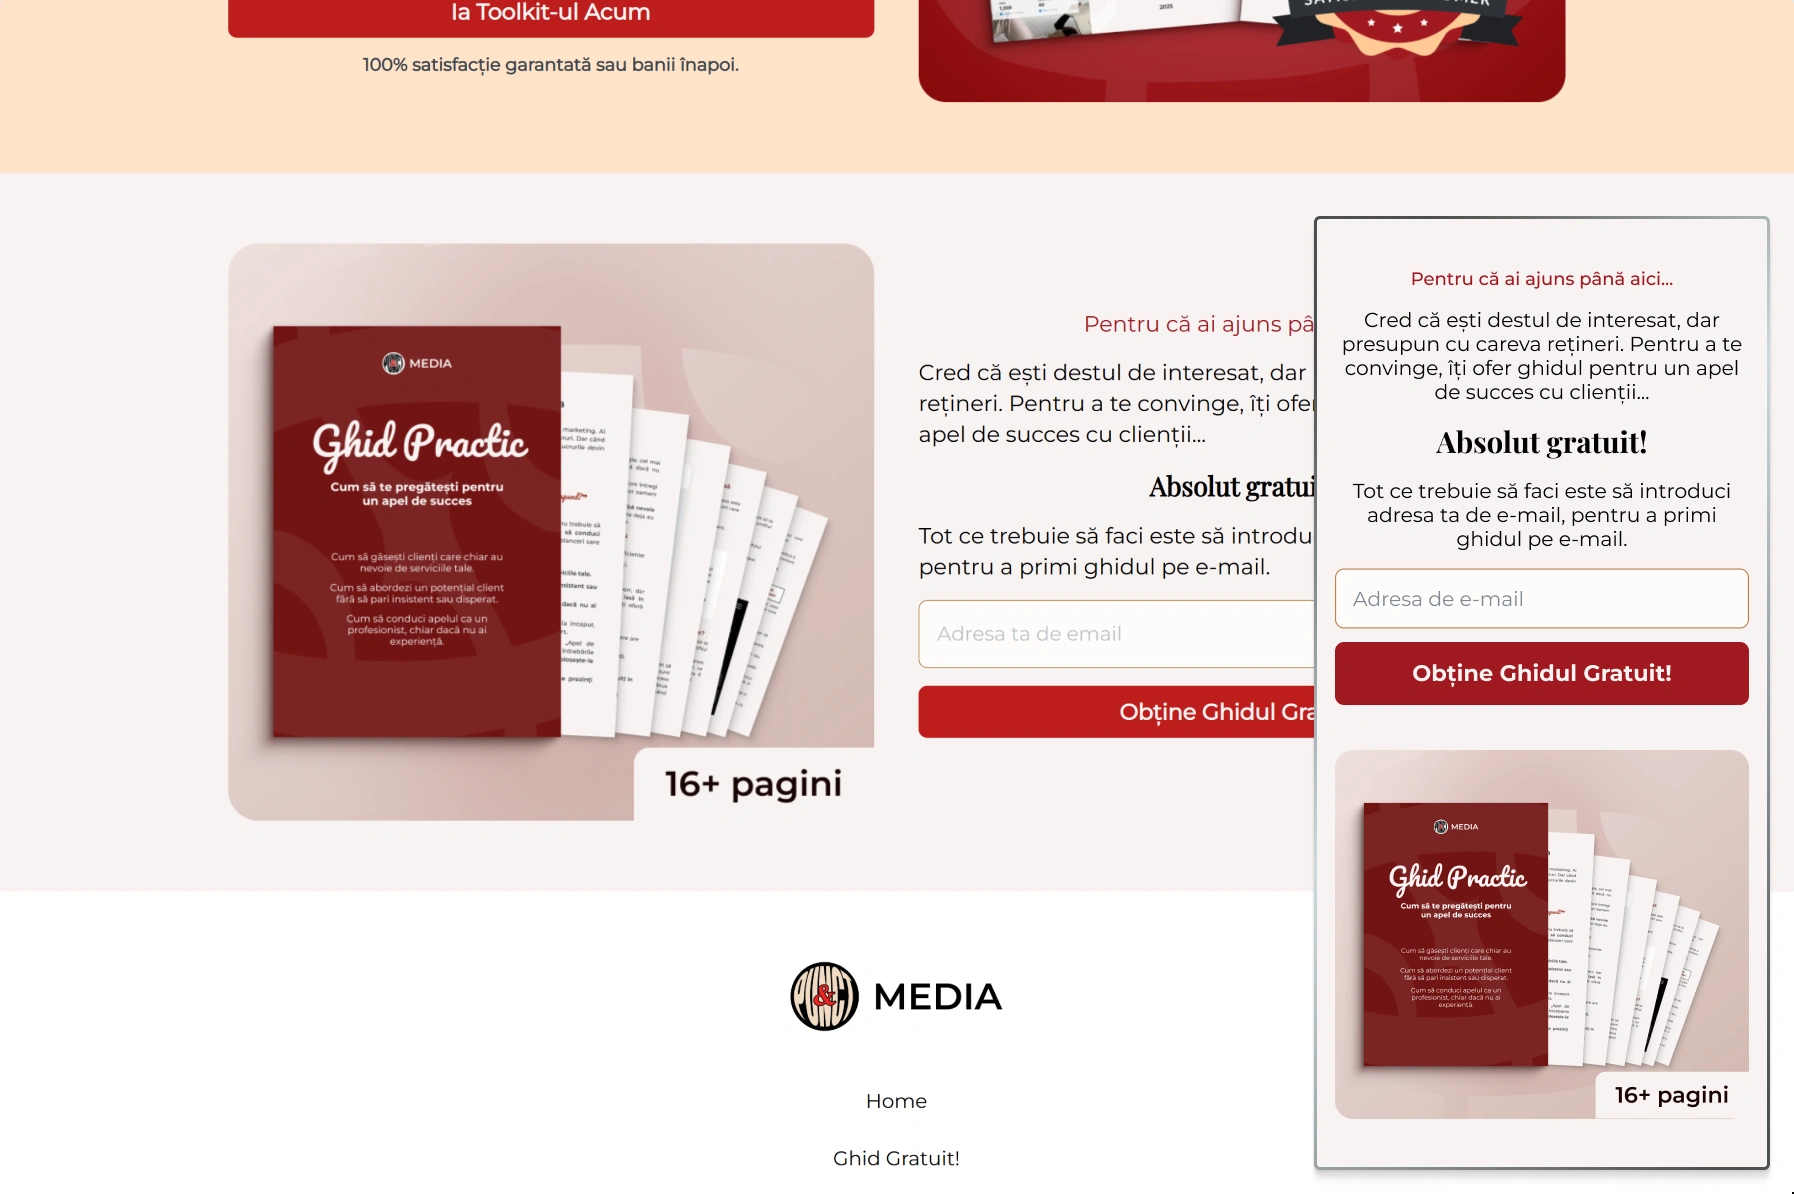 la Toolkit-ul Acum
100% satisfacție garantată sau banii înapoi.
2025
MEDIA
Ghid Practic
Cum să te pregătești pentru
un apel de succes
Cum să găsești clienți care chiar au
nevoie de serviciile tale.
Cum să abordezi un potențial client
fără să pari insistent sau disperat.
Cum să conduci apelul ca un
profesionist, chiar dacă nu ai
experiență.
16+ pagini
Pentru că ai ajuns pâ
Cred că ești destul de interesat, dar
rețineri. Pentru a te convinge, îți ofer
apel de succes cu clienții...
Absolut gratui
Tot ce trebuie să faci este să introdu
pentru a primi ghidul pe e-mail.
Adresa ta de email
Obține Ghidul Gra
Pentru că ai ajuns până aici...
Cred că ești destul de interesat, dar
presupun cu careva rețineri. Pentru a te
convinge, îți ofer ghidul pentru un apel
de succes cu clienții...
Absolut gratuit!
Tot ce trebuie să faci este să introduci
adresa ta de e-mail, pentru a primi
ghidul pe e-mail.
Adresa de e-mail
Obține Ghidul Gratuit!
MEDIA
Ghid Practic
Cum să te pregătești pentru
un apel de succes
Cum să găsești clienți care chiar au
nevoie de serviciile tale.
Cum să abordezi un potențial client
fără să pari insistent sau disperat.
Cum să conduci apelul ca un
profesionist, chiar dacă nu ai
experiență.
16+ pagini
PUNCT & MEDIA
Home
Ghid Gratuit!